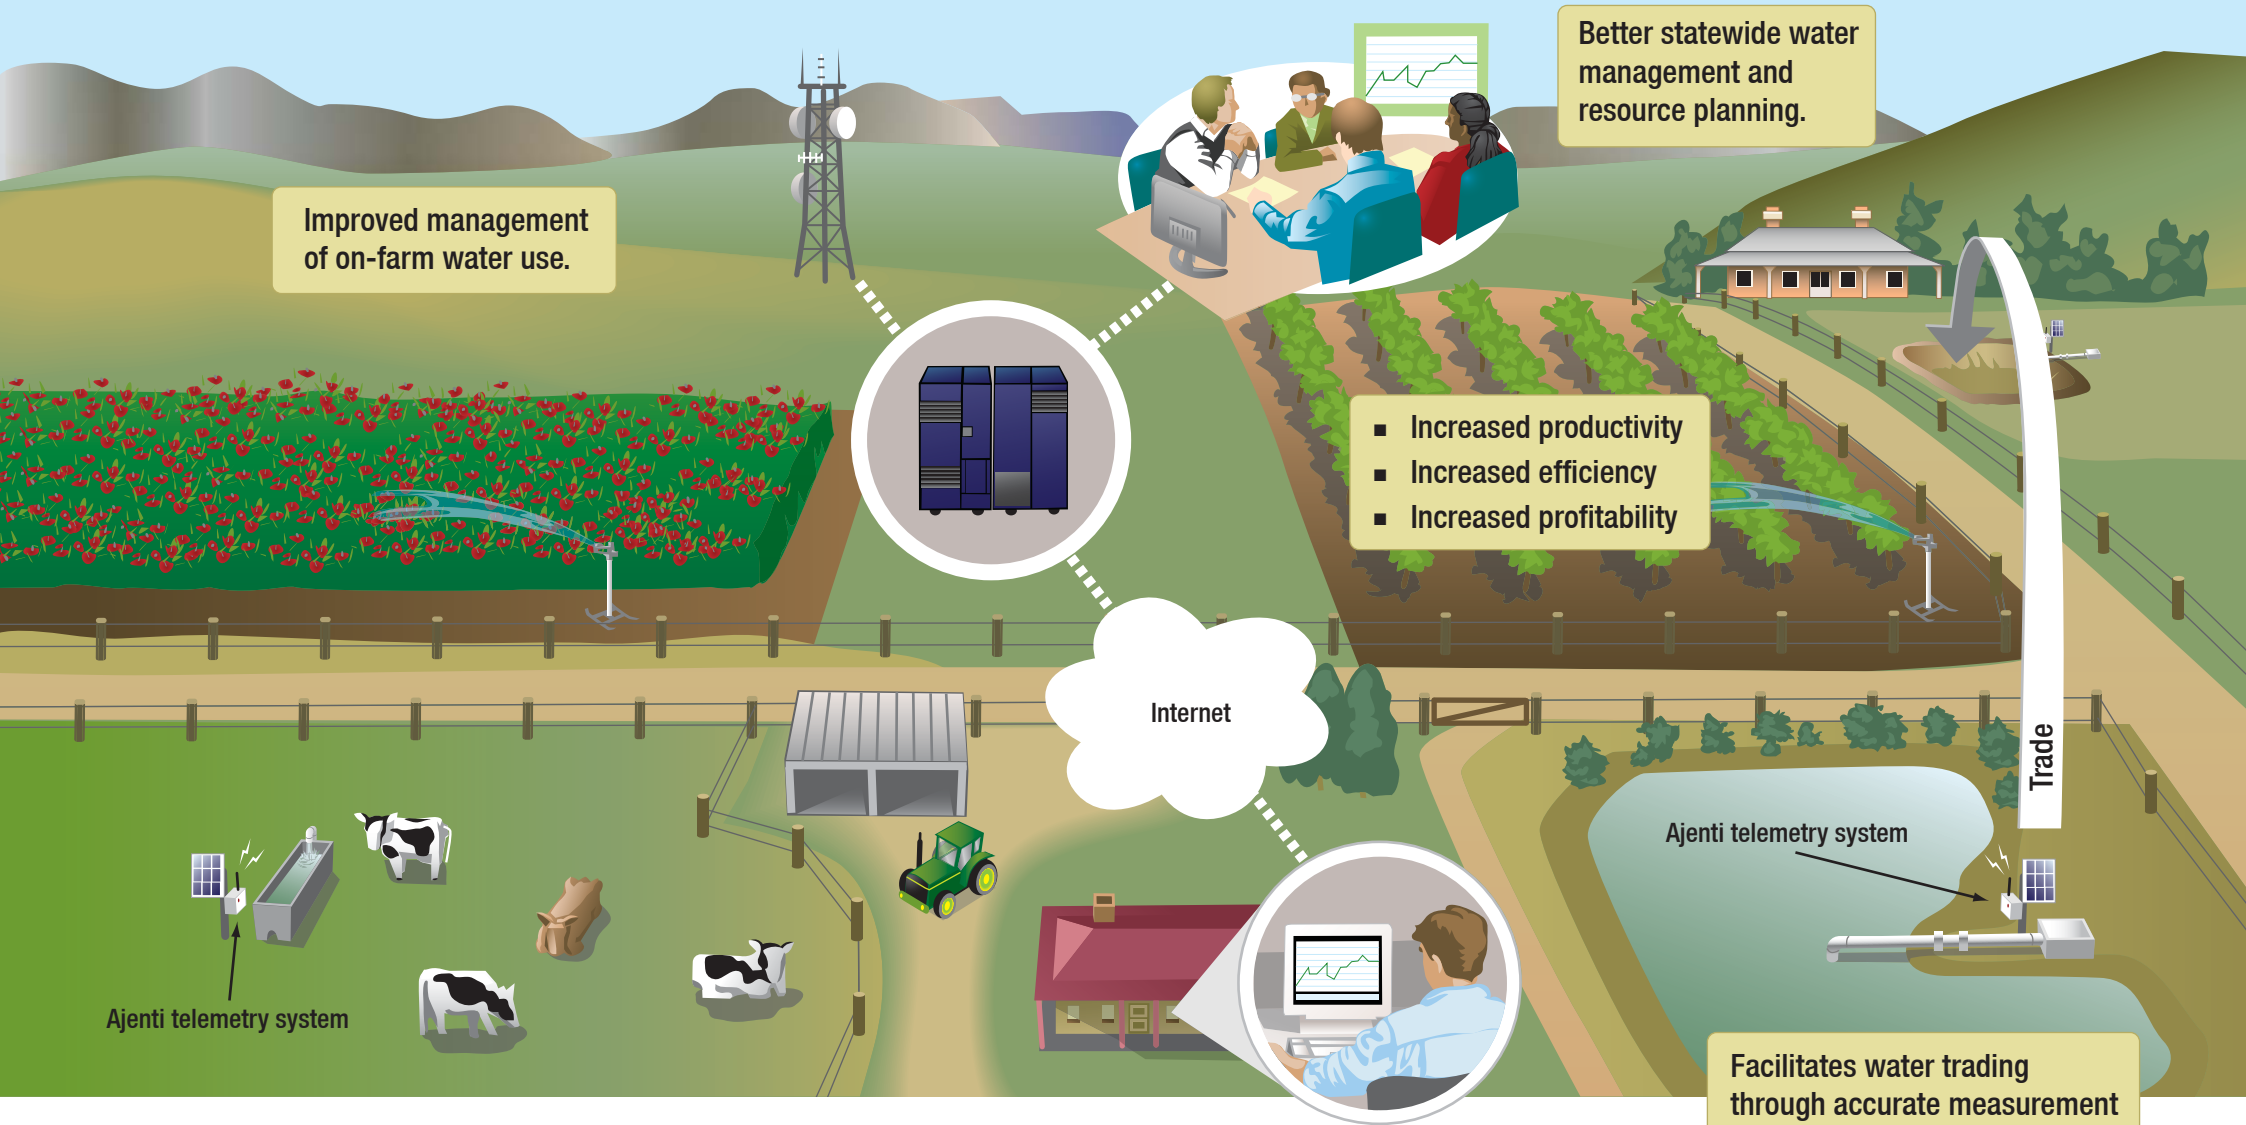 Better statewide water
management and
resource planning.
Improved management
of on-farm water use.
▪ Increased productivity
▪ Increased efficiency
▪ Increased profitability
Internet
Trade
Ajenti telemetry system
Ajenti telemetry system
Facilitates water trading
through accurate measurement